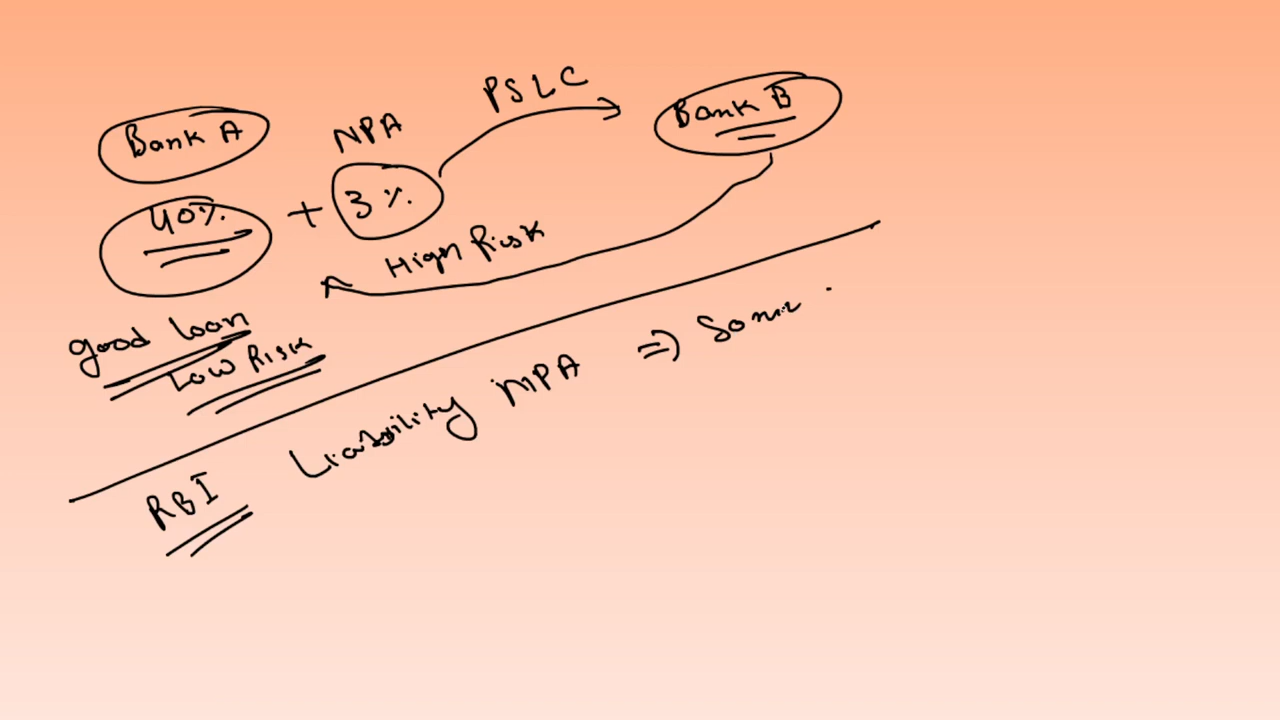 Bank A
NPA
PSLC
Bank B
40% + 3%
High Risk
good loan
Low Risk
RBI
Liability NPA ⇒